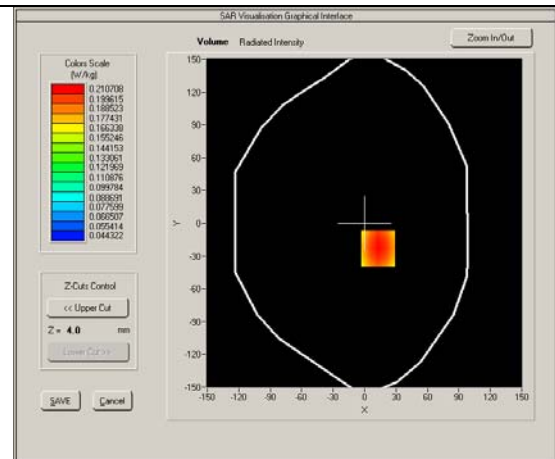 SAR Visualisation Graphical Interface
Volume Radiated Intensity
Zoom In/Out
Colors Scale
(W/kg)
0.210708
0.199615
0.188523
0.177431
0.166338
0.155246
0.144153
0.133061
0.121969
0.110876
0.099784
0.088691
0.077599
0.066507
0.055414
0.044322
Z-Cuts Control
<< Upper Cut
Z = 4.0 mm
Lower Cut >>
SAVE
Cancel
150
120
90
60
30
0
-30
-60
-90
-120
-150
Y
-150 -120 -90 -60 -30 0 30 60 90 120 150
X